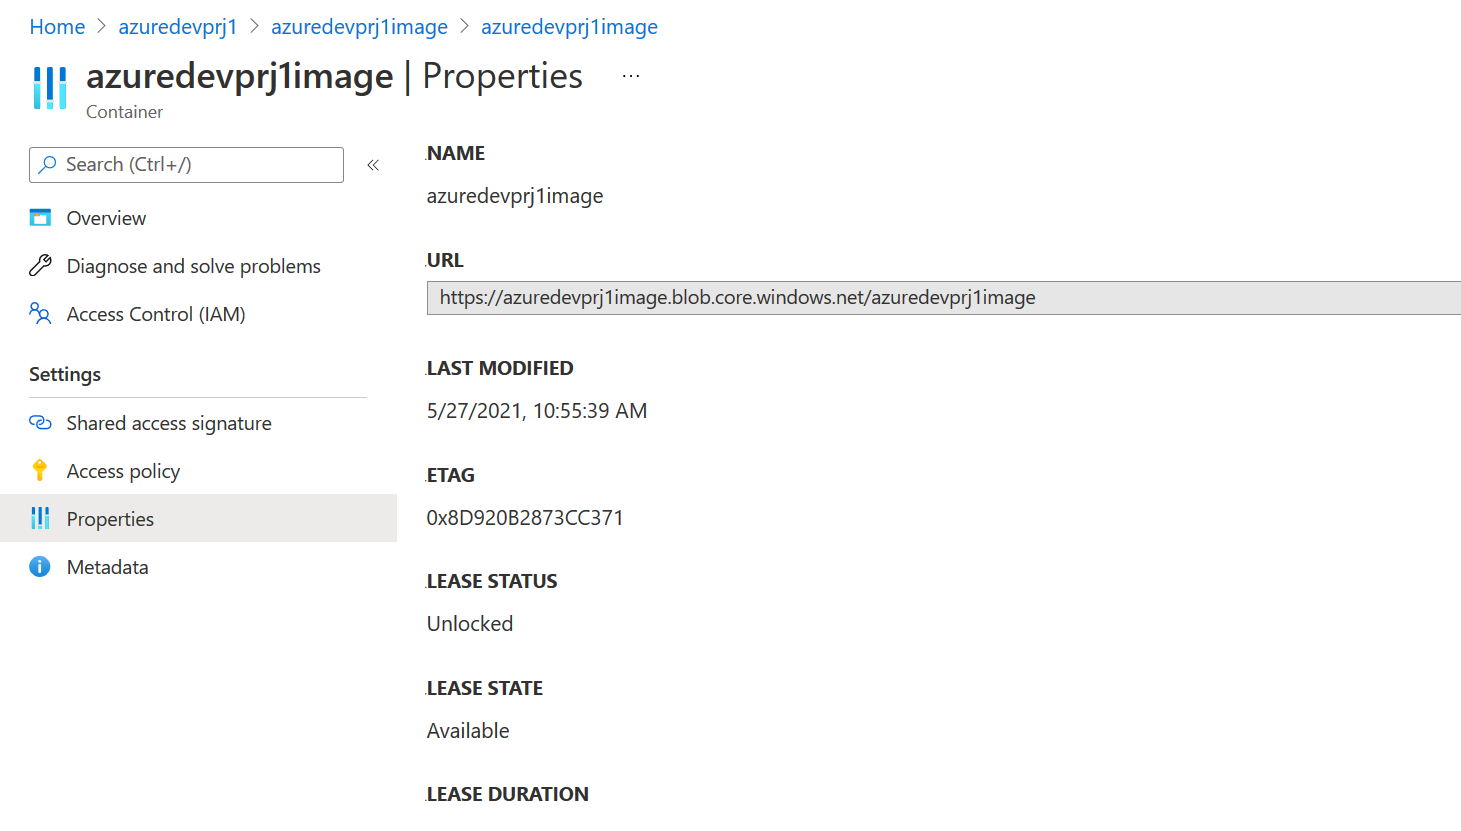 Home > azuredevprj1 > azuredevprj1image > azuredevprj1image
azuredevprj1image | Properties ...
Container
Search (Ctrl+/) «
Overview
Diagnose and solve problems
Access Control (IAM)
Settings
Shared access signature
Access policy
Properties
Metadata
NAME
azuredevprj1image
URL
https://azuredevprj1image.blob.core.windows.net/azuredevprj1image
LAST MODIFIED
5/27/2021, 10:55:39 AM
ETAG
0x8D920B2873CC371
LEASE STATUS
Unlocked
LEASE STATE
Available
LEASE DURATION